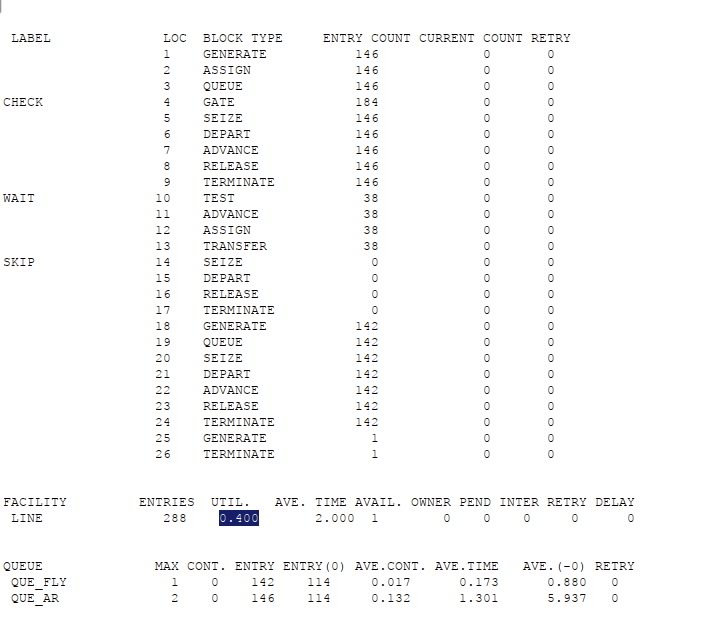 LABEL LOC BLOCK TYPE ENTRY COUNT CURRENT COUNT RETRY
1 GENERATE 146 0 0
2 ASSIGN 146 0 0
3 QUEUE 146 0 0
CHECK 4 GATE 184 0 0
5 SEIZE 146 0 0
6 DEPART 146 0 0
7 ADVANCE 146 0 0
8 RELEASE 146 0 0
9 TERMINATE 146 0 0
WAIT 10 TEST 38 0 0
11 ADVANCE 38 0 0
12 ASSIGN 38 0 0
13 TRANSFER 38 0 0
SKIP 14 SEIZE 0 0 0
15 DEPART 0 0 0
16 RELEASE 0 0 0
17 TERMINATE 0 0 0
18 GENERATE 142 0 0
19 QUEUE 142 0 0
20 SEIZE 142 0 0
21 DEPART 142 0 0
22 ADVANCE 142 0 0
23 RELEASE 142 0 0
24 TERMINATE 142 0 0
25 GENERATE 1 0 0
26 TERMINATE 1 0 0
FACILITY ENTRIES UTIL. AVE. TIME AVAIL. OWNER PEND INTER RETRY DELAY
LINE 288 0.400 2.000 1 0 0 0 0 0
QUEUE MAX CONT. ENTRY ENTRY(0) AVE.CONT. AVE.TIME AVE.(-0) RETRY
QUE_FLY 1 0 142 114 0.017 0.173 0.880 0
QUE_AR 2 0 146 114 0.132 1.301 5.937 0